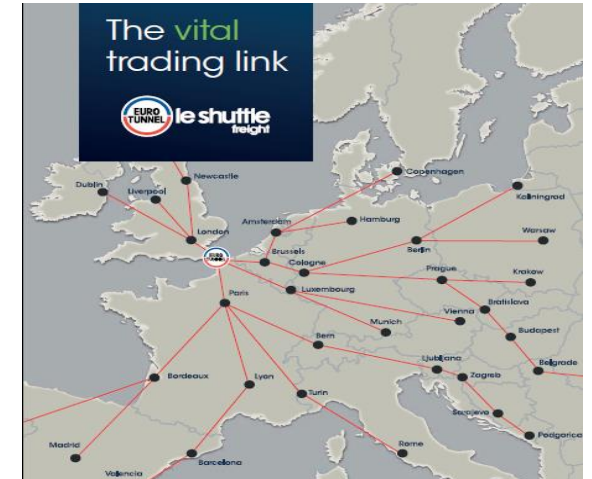 The vital
trading link
EURO
TUNNEL
le shuttle
freight
Newcastle
Copenhagen
Dublin
Liverpool
Kaliningrad
Amsterdam
Hamburg
London
Warsaw
Berlin
Brussels
Cologne
Prague
Krakow
Luxembourg
Paris
Bratislava
Vienna
Munich
Budapest
Bern
Ljubljana
Belgrade
Bordeaux
Lyon
Zagreb
Turin
Sarajevo
Madrid
Rome
Podgorica
Barcelona
Valencia